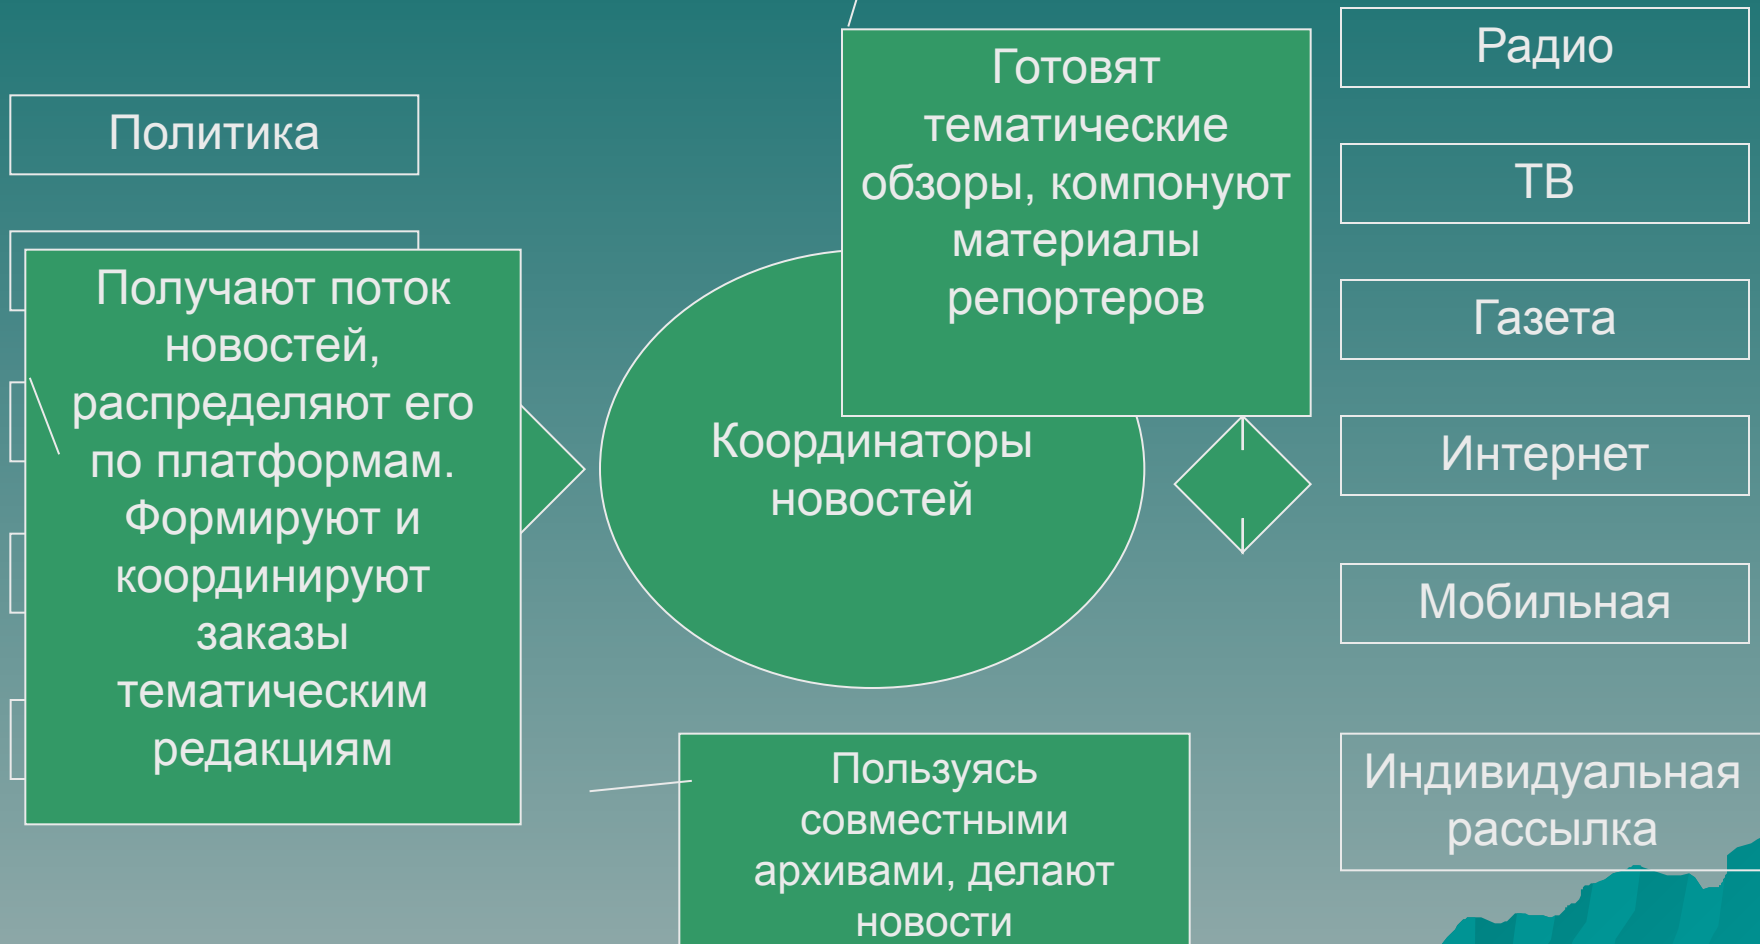 Политика
Получают поток
новостей,
распределяют его
по платформам.
Формируют и
координируют
заказы
тематическим
редакциям
Готовят
тематические
обзоры, компонуют
материалы
репортеров
Координаторы
новостей
Пользуясь
совместными
архивами, делают
новости
Радио
ТВ
Газета
Интернет
Мобильная
Индивидуальная
рассылка